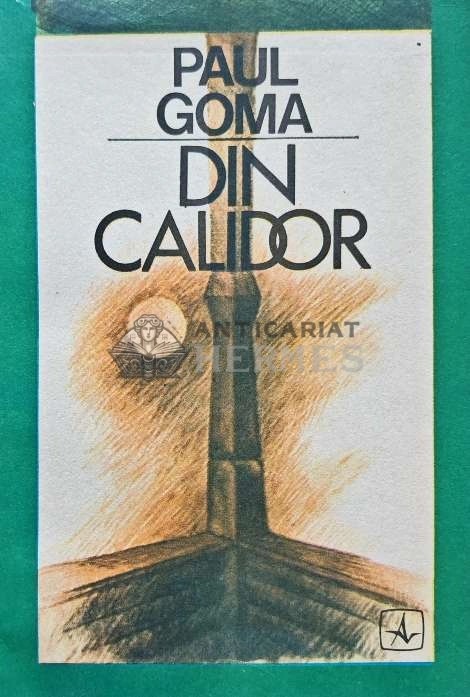 PAUL
GOMA
DIN
CALIDOR
ANTICARIAT
HERMES